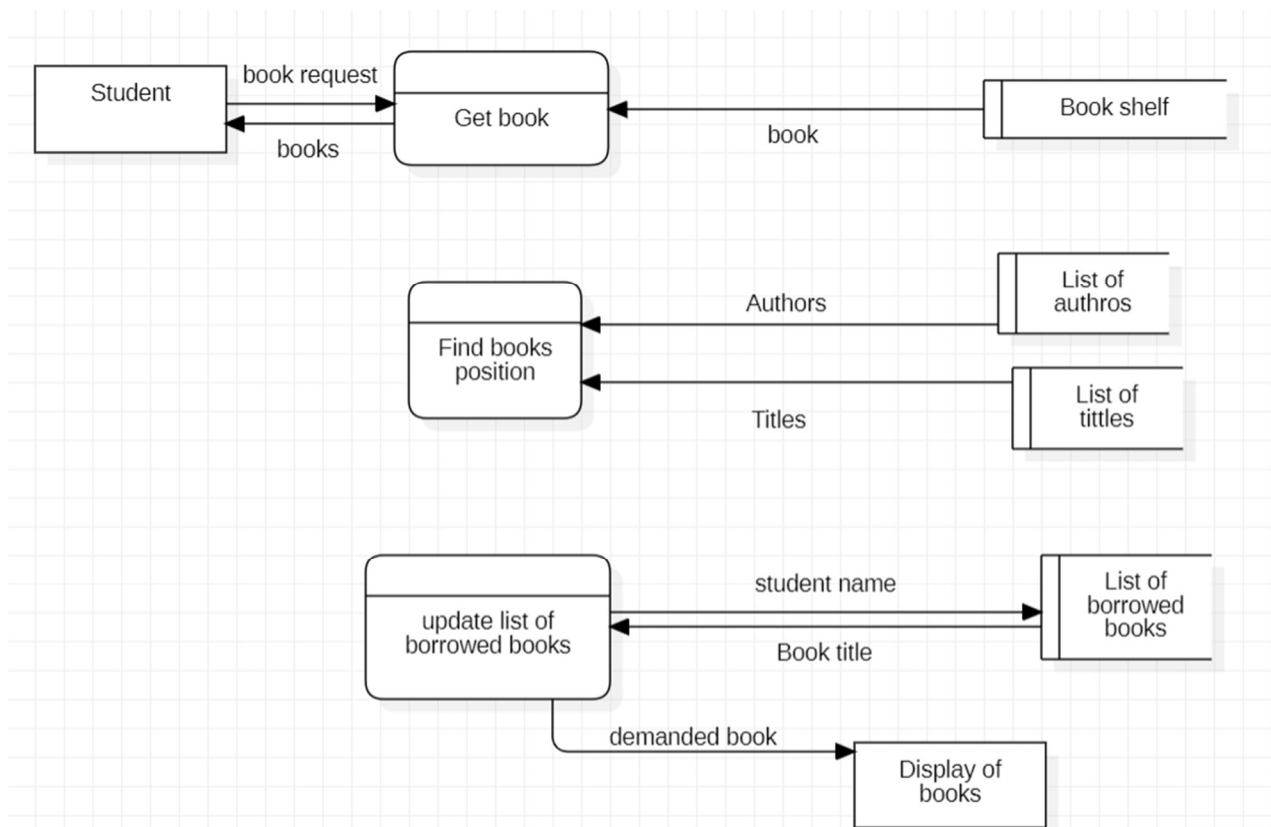 book request
Student
Get book
Book shelf
books
book
List of
authros
Authors
Find books
position
List of
tittles
Titles
student name
List of
borrowed
books
update list of
borrowed books
Book title
demanded book
Display of
books